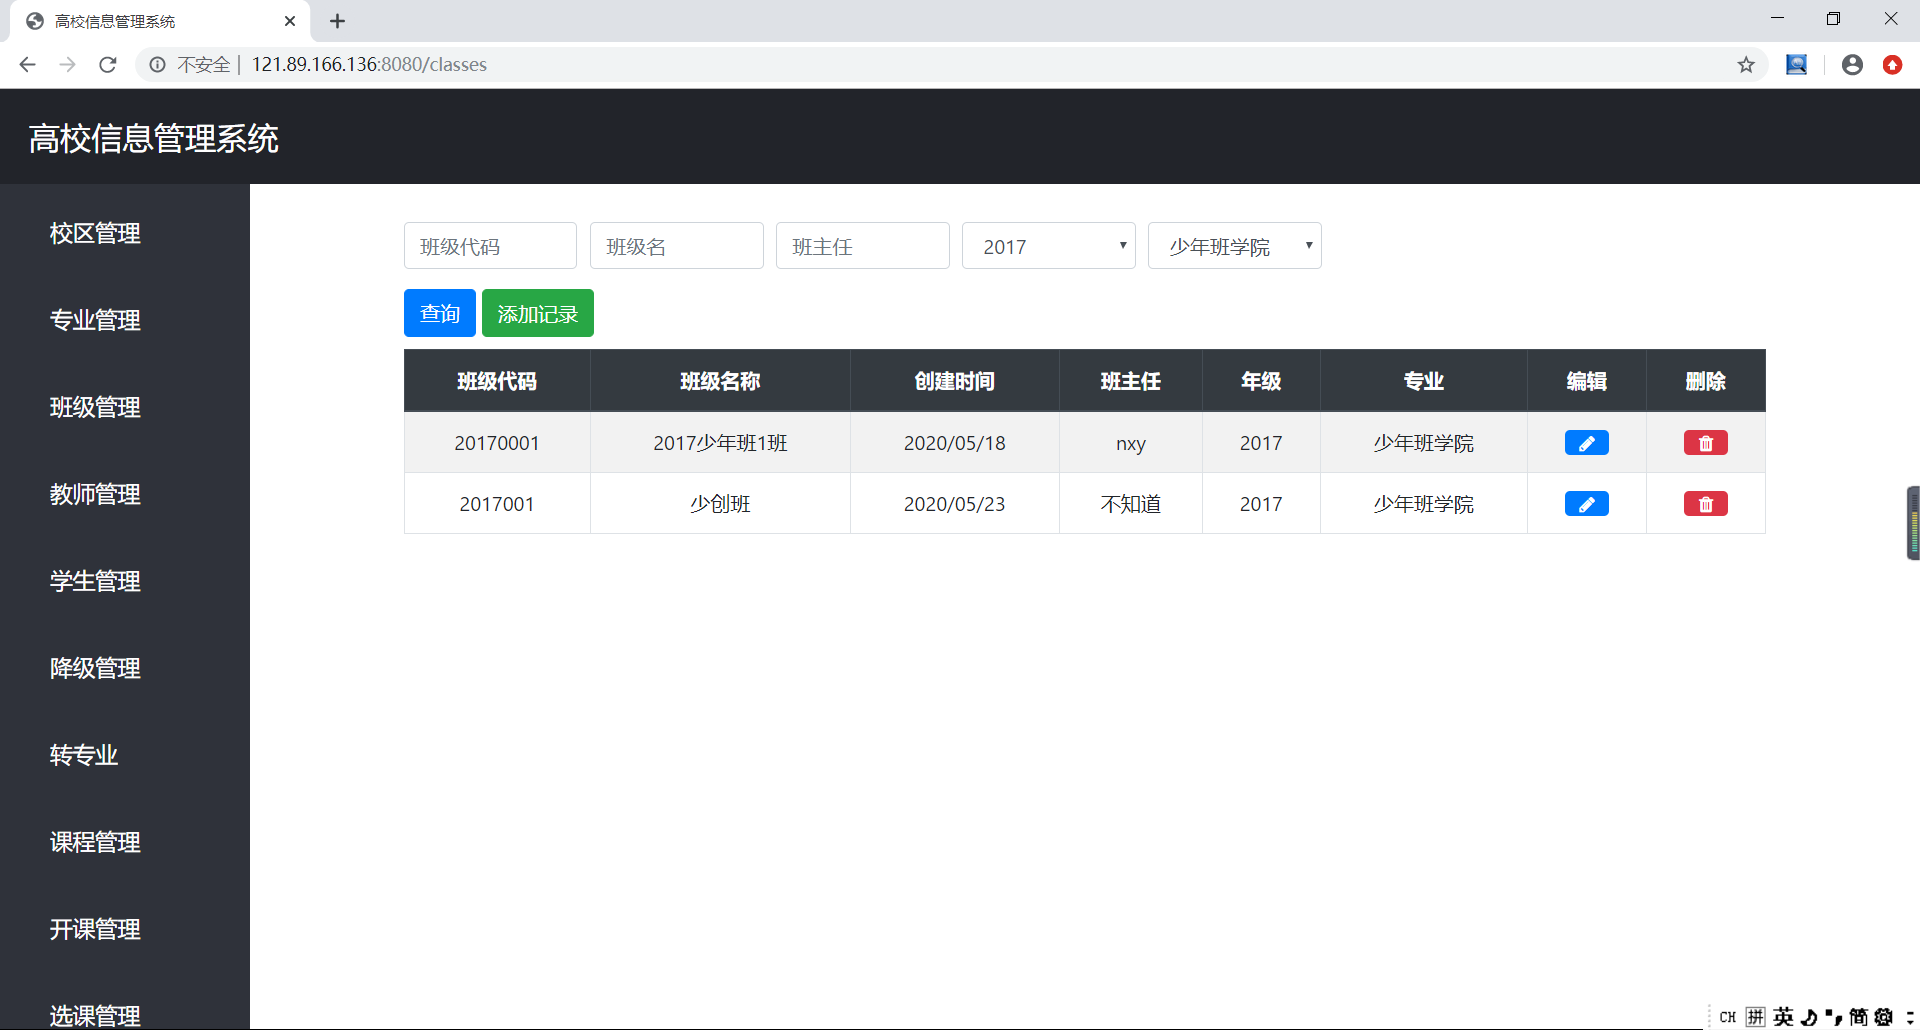 高校信息管理系统
不安全 | 121.89.166.136:8080/classes
高校信息管理系统
校区管理
专业管理
班级管理
教师管理
学生管理
降级管理
转专业
课程管理
开课管理
选课管理
班级代码 班级名 班主任 2017 少年班学院
查询 添加记录
班级代码 班级名称 创建时间 班主任 年级 专业 编辑 删除
20170001 2017少年班1班 2020/05/18 nxy 2017 少年班学院
2017001 少创班 2020/05/23 不知道 2017 少年班学院
CH 拼 英 简